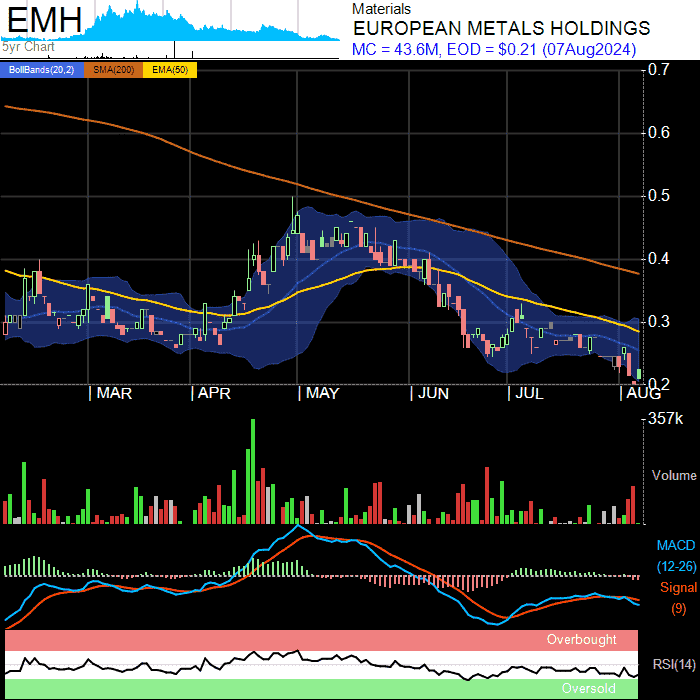 EMH
5yr Chart
Materials
EUROPEAN METALS HOLDINGS
MC = 43.6M, EOD = $0.21 (07Aug2024)
BollBands(20,2) SMA(200) EMA(50)
0.7
0.6
0.5
0.4
0.3
0.2
MAR APR MAY JUN JUL AUG
357k
Volume
MACD
(12-26)
Signal
(9)
Overbought
RSI(14)
Oversold